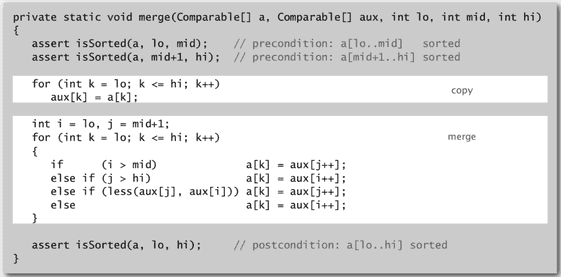 private static void merge(Comparable[] a, Comparable[] aux, int lo, int mid, int hi)
{
   assert isSorted(a, lo, mid);    // precondition: a[lo..mid]   sorted
   assert isSorted(a, mid+1, hi);  // precondition: a[mid+1..hi] sorted
   for (int k = lo; k <= hi; k++)    copy
      aux[k] = a[k];
   int i = lo, j = mid+1;
   for (int k = lo; k <= hi; k++)    merge
   {
      if      (i > mid)              a[k] = aux[j++];
      else if (j > hi)               a[k] = aux[i++];
      else if (less(aux[j], aux[i])) a[k] = aux[j++];
      else                           a[k] = aux[i++];
   }
   assert isSorted(a, lo, hi);     // postcondition: a[lo..hi] sorted
}